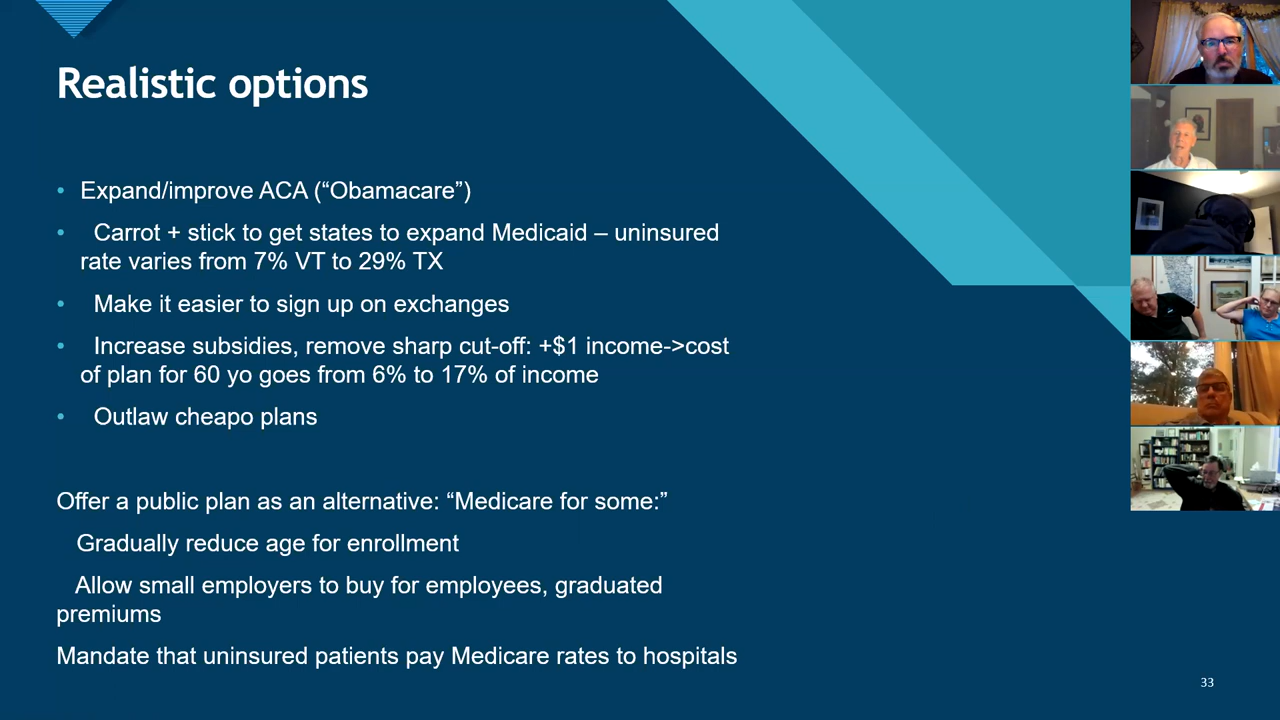 Realistic options
• Expand/improve ACA (“Obamacare”)
• Carrot + stick to get states to expand Medicaid – uninsured
rate varies from 7% VT to 29% TX
• Make it easier to sign up on exchanges
• Increase subsidies, remove sharp cut-off: +$1 income->cost
of plan for 60 yo goes from 6% to 17% of income
• Outlaw cheapo plans
Offer a public plan as an alternative: “Medicare for some:”
Gradually reduce age for enrollment
Allow small employers to buy for employees, graduated
premiums
Mandate that uninsured patients pay Medicare rates to hospitals
33